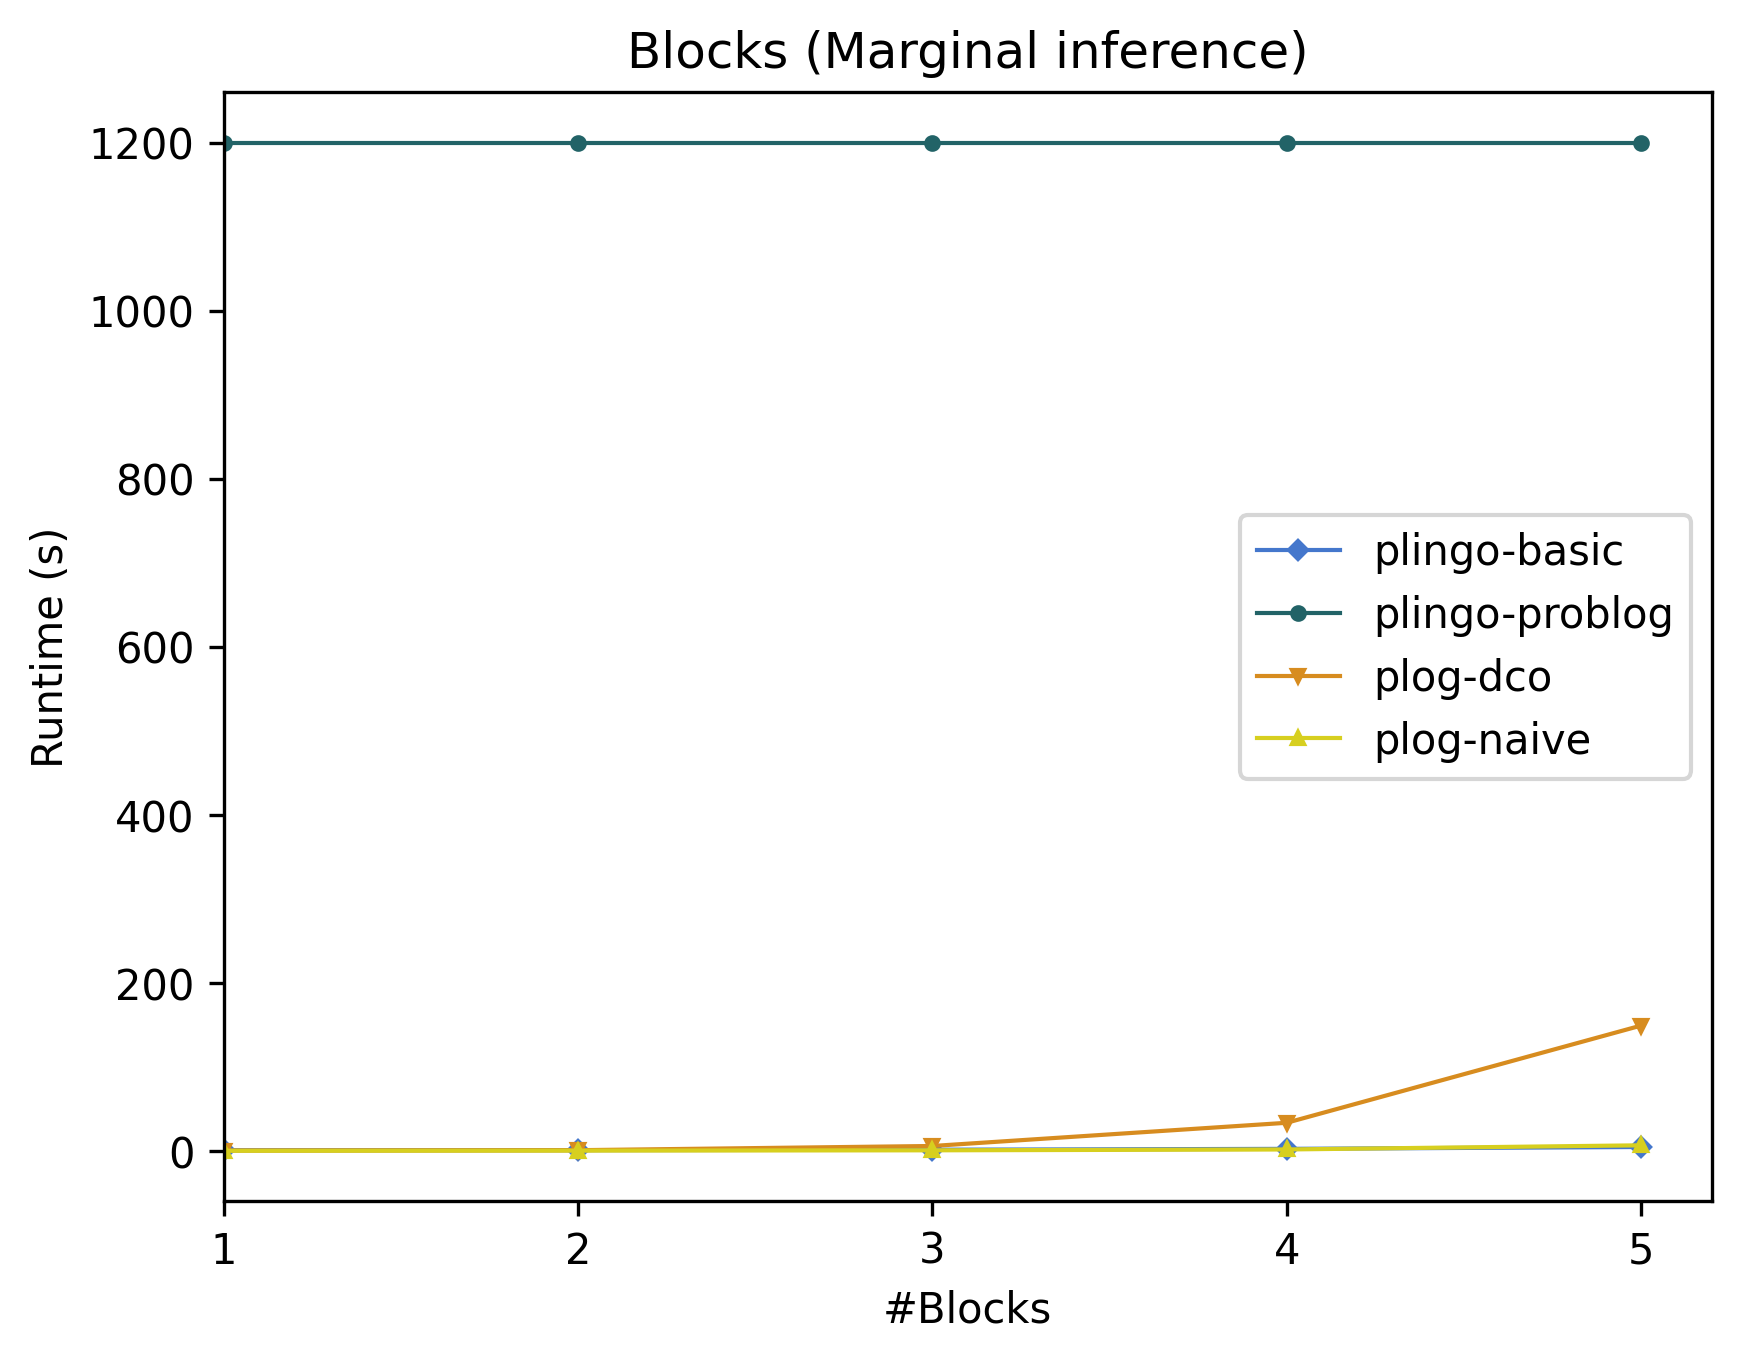 Blocks (Marginal inference)
1200
1000
800
600
400
200
0
Runtime (s)
plingo-basic
plingo-problog
plog-dco
plog-naive
1 2 3 4 5
#Blocks